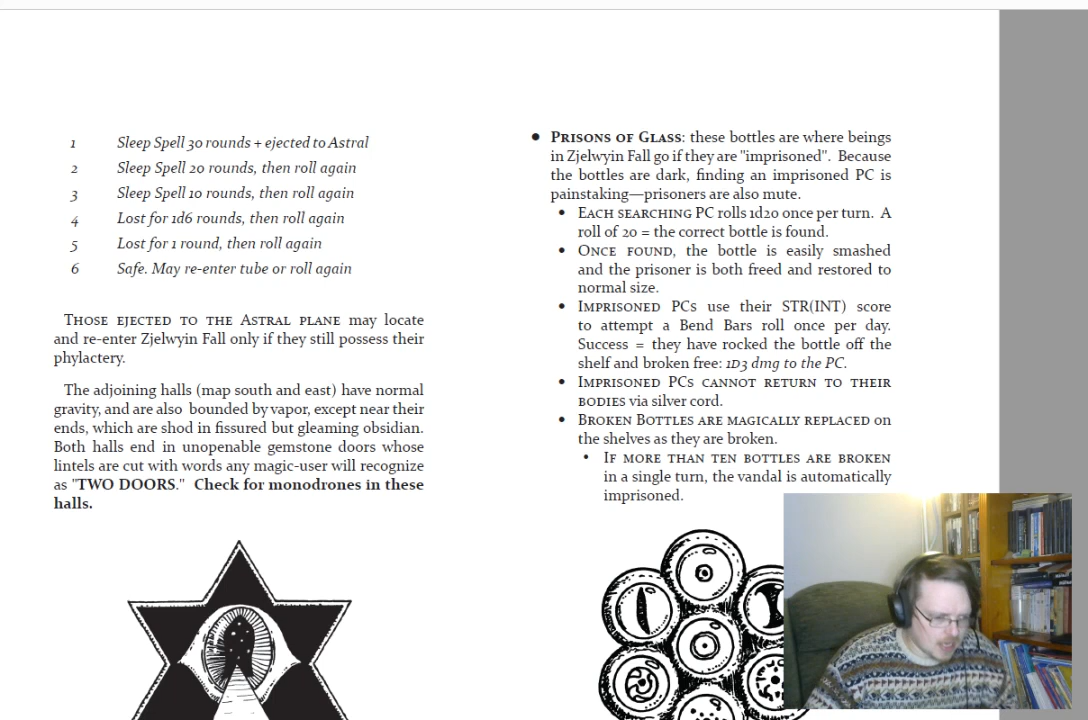 1 Sleep Spell 30 rounds + ejected to Astral
2 Sleep Spell 20 rounds, then roll again
3 Sleep Spell 10 rounds, then roll again
4 Lost for 1d6 rounds, then roll again
5 Lost for 1 round, then roll again
6 Safe. May re-enter tube or roll again
THOSE EJECTED TO THE ASTRAL PLANE may locate
and re-enter Zjelwyin Fall only if they still possess their
phylactery.
The adjoining halls (map south and east) have normal
gravity, and are also bounded by vapor, except near their
ends, which are shod in fissured but gleaming obsidian.
Both halls end in unopenable gemstone doors whose
lintels are cut with words any magic-user will recognize
as "TWO DOORS." Check for monodrones in these
halls.
• PRISONS OF GLASS: these bottles are where beings
in Zjelwyin Fall go if they are "imprisoned". Because
the bottles are dark, finding an imprisoned PC is
painstaking—prisoners are also mute.
• EACH SEARCHING PC rolls 1d20 once per turn. A
roll of 20 = the correct bottle is found.
• ONCE FOUND, the bottle is easily smashed
and the prisoner is both freed and restored to
normal size.
• IMPRISONED PCs use their STR(INT) score
to attempt a Bend Bars roll once per day.
Success = they have rocked the bottle off the
shelf and broken free: 1D3 dmg to the PC.
• IMPRISONED PCs CANNOT RETURN TO THEIR
BODIES via silver cord.
• BROKEN BOTTLES ARE MAGICALLY REPLACED on
the shelves as they are broken.
• IF MORE THAN TEN BOTTLES ARE BROKEN
in a single turn, the vandal is automatically
imprisoned.